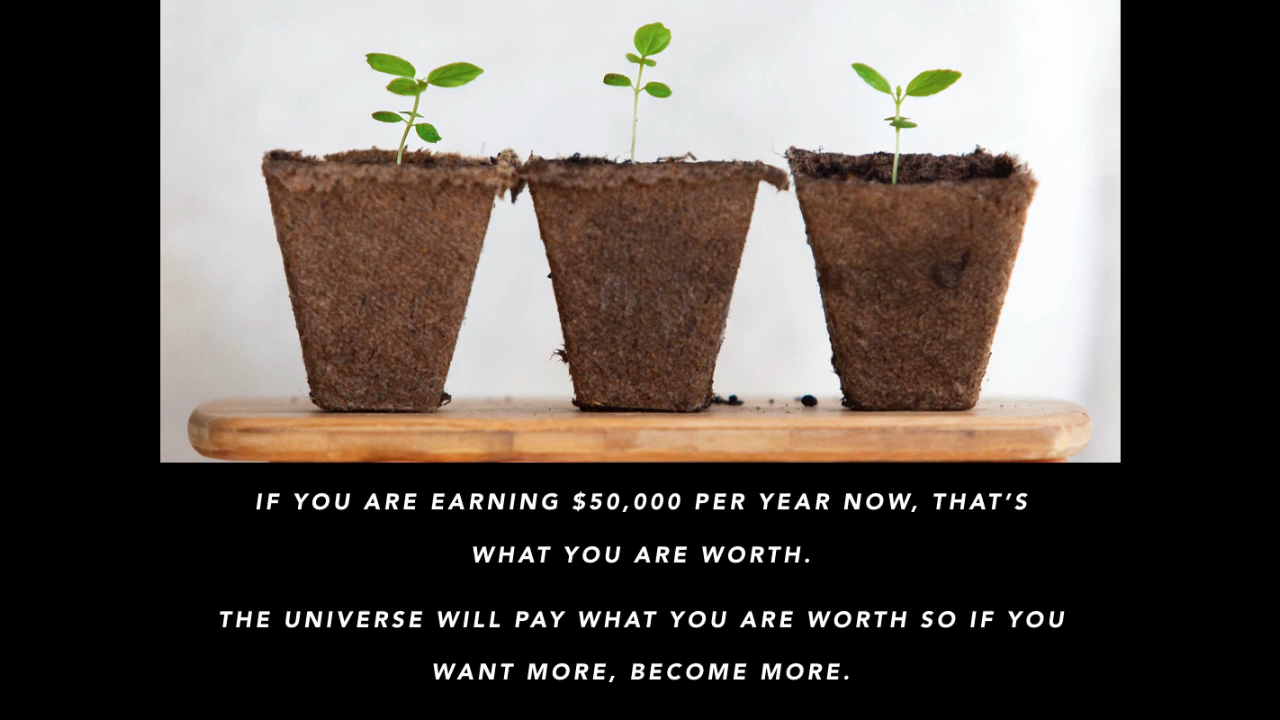 IF YOU ARE EARNING $50,000 PER YEAR NOW, THAT’S
WHAT YOU ARE WORTH.
THE UNIVERSE WILL PAY WHAT YOU ARE WORTH SO IF YOU
WANT MORE, BECOME MORE.